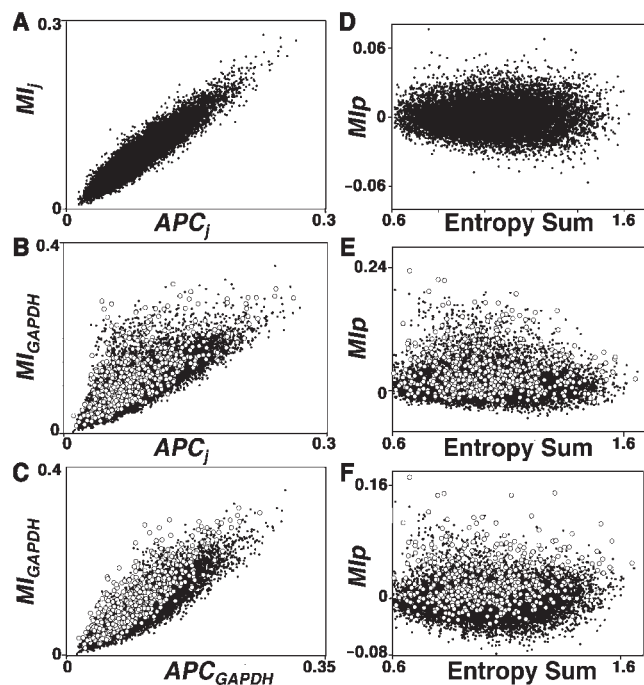 A
0.3
MIj
0
0
APCj
0.3
D
0.06
MIp
0
−0.06
0.6
Entropy Sum
1.6
B
0.4
MIGAPDH
0
0
APCj
0.3
E
0.24
MIp
0
0.6
Entropy Sum
1.6
C
0.4
MIGAPDH
0
0
APCGAPDH
0.35
F
0.16
MIp
0
−0.08
0.6
Entropy Sum
1.6